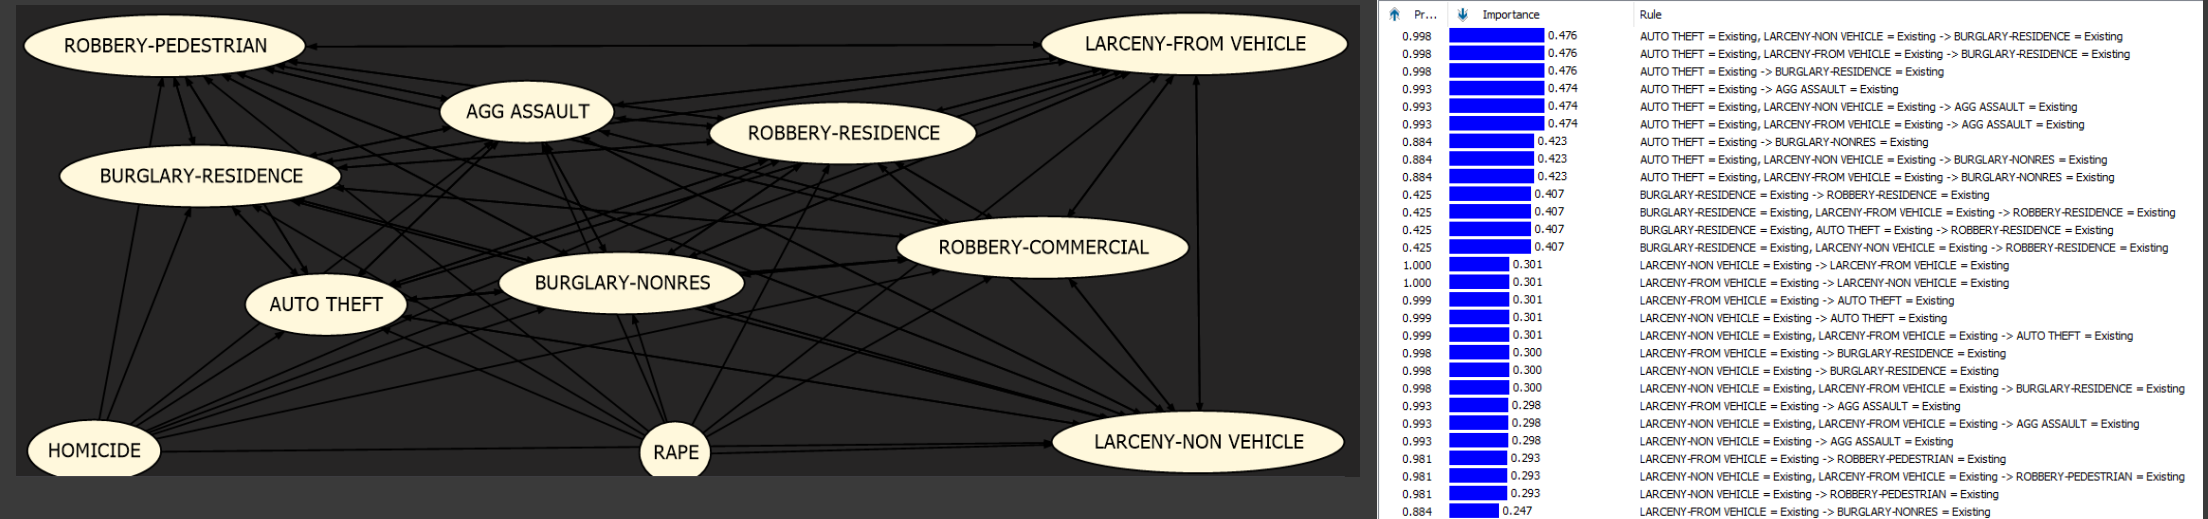 ROBBERY-PEDESTRIAN
LARCENY-FROM VEHICLE
AGG ASSAULT
ROBBERY-RESIDENCE
BURGLARY-RESIDENCE
ROBBERY-COMMERCIAL
BURGLARY-NONRES
AUTO THEFT
HOMICIDE
RAPE
LARCENY-NON VEHICLE
Pr... Importance Rule
0.998 0.476 AUTO THEFT = Existing, LARCENY-NON VEHICLE = Existing -> BURGLARY-RESIDENCE = Existing
0.998 0.476 AUTO THEFT = Existing, LARCENY-FROM VEHICLE = Existing -> BURGLARY-RESIDENCE = Existing
0.998 0.476 AUTO THEFT = Existing -> BURGLARY-RESIDENCE = Existing
0.993 0.474 AUTO THEFT = Existing -> AGG ASSAULT = Existing
0.993 0.474 AUTO THEFT = Existing, LARCENY-NON VEHICLE = Existing -> AGG ASSAULT = Existing
0.993 0.474 AUTO THEFT = Existing, LARCENY-FROM VEHICLE = Existing -> AGG ASSAULT = Existing
0.884 0.423 AUTO THEFT = Existing -> BURGLARY-NONRES = Existing
0.884 0.423 AUTO THEFT = Existing, LARCENY-NON VEHICLE = Existing -> BURGLARY-NONRES = Existing
0.884 0.423 AUTO THEFT = Existing, LARCENY-FROM VEHICLE = Existing -> BURGLARY-NONRES = Existing
0.425 0.407 BURGLARY-RESIDENCE = Existing -> ROBBERY-RESIDENCE = Existing
0.425 0.407 BURGLARY-RESIDENCE = Existing, LARCENY-FROM VEHICLE = Existing -> ROBBERY-RESIDENCE = Existing
0.425 0.407 BURGLARY-RESIDENCE = Existing, AUTO THEFT = Existing -> ROBBERY-RESIDENCE = Existing
0.425 0.407 BURGLARY-RESIDENCE = Existing, LARCENY-NON VEHICLE = Existing -> ROBBERY-RESIDENCE = Existing
1.000 0.301 LARCENY-NON VEHICLE = Existing -> LARCENY-FROM VEHICLE = Existing
1.000 0.301 LARCENY-FROM VEHICLE = Existing -> LARCENY-NON VEHICLE = Existing
0.999 0.301 LARCENY-FROM VEHICLE = Existing -> AUTO THEFT = Existing
0.999 0.301 LARCENY-NON VEHICLE = Existing -> AUTO THEFT = Existing
0.999 0.301 LARCENY-NON VEHICLE = Existing, LARCENY-FROM VEHICLE = Existing -> AUTO THEFT = Existing
0.998 0.300 LARCENY-FROM VEHICLE = Existing -> BURGLARY-RESIDENCE = Existing
0.998 0.300 LARCENY-NON VEHICLE = Existing -> BURGLARY-RESIDENCE = Existing
0.998 0.300 LARCENY-NON VEHICLE = Existing, LARCENY-FROM VEHICLE = Existing -> BURGLARY-RESIDENCE = Existing
0.993 0.298 LARCENY-FROM VEHICLE = Existing -> AGG ASSAULT = Existing
0.993 0.298 LARCENY-NON VEHICLE = Existing, LARCENY-FROM VEHICLE = Existing -> AGG ASSAULT = Existing
0.993 0.298 LARCENY-NON VEHICLE = Existing -> AGG ASSAULT = Existing
0.981 0.293 LARCENY-FROM VEHICLE = Existing -> ROBBERY-PEDESTRIAN = Existing
0.981 0.293 LARCENY-NON VEHICLE = Existing, LARCENY-FROM VEHICLE = Existing -> ROBBERY-PEDESTRIAN = Existing
0.981 0.293 LARCENY-NON VEHICLE = Existing -> ROBBERY-PEDESTRIAN = Existing
0.884 0.247 LARCENY-FROM VEHICLE = Existing -> BURGLARY-NONRES = Existing